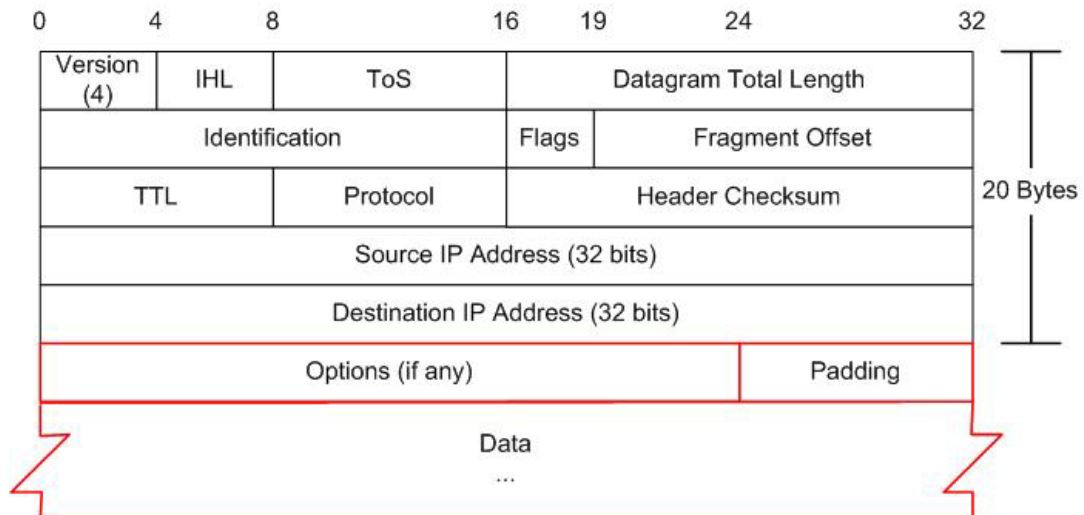 0 4 8 16 19 24 32
Version (4) IHL ToS Datagram Total Length
Identification Flags Fragment Offset
TTL Protocol Header Checksum
20 Bytes
Source IP Address (32 bits)
Destination IP Address (32 bits)
Options (if any) Padding
Data
...